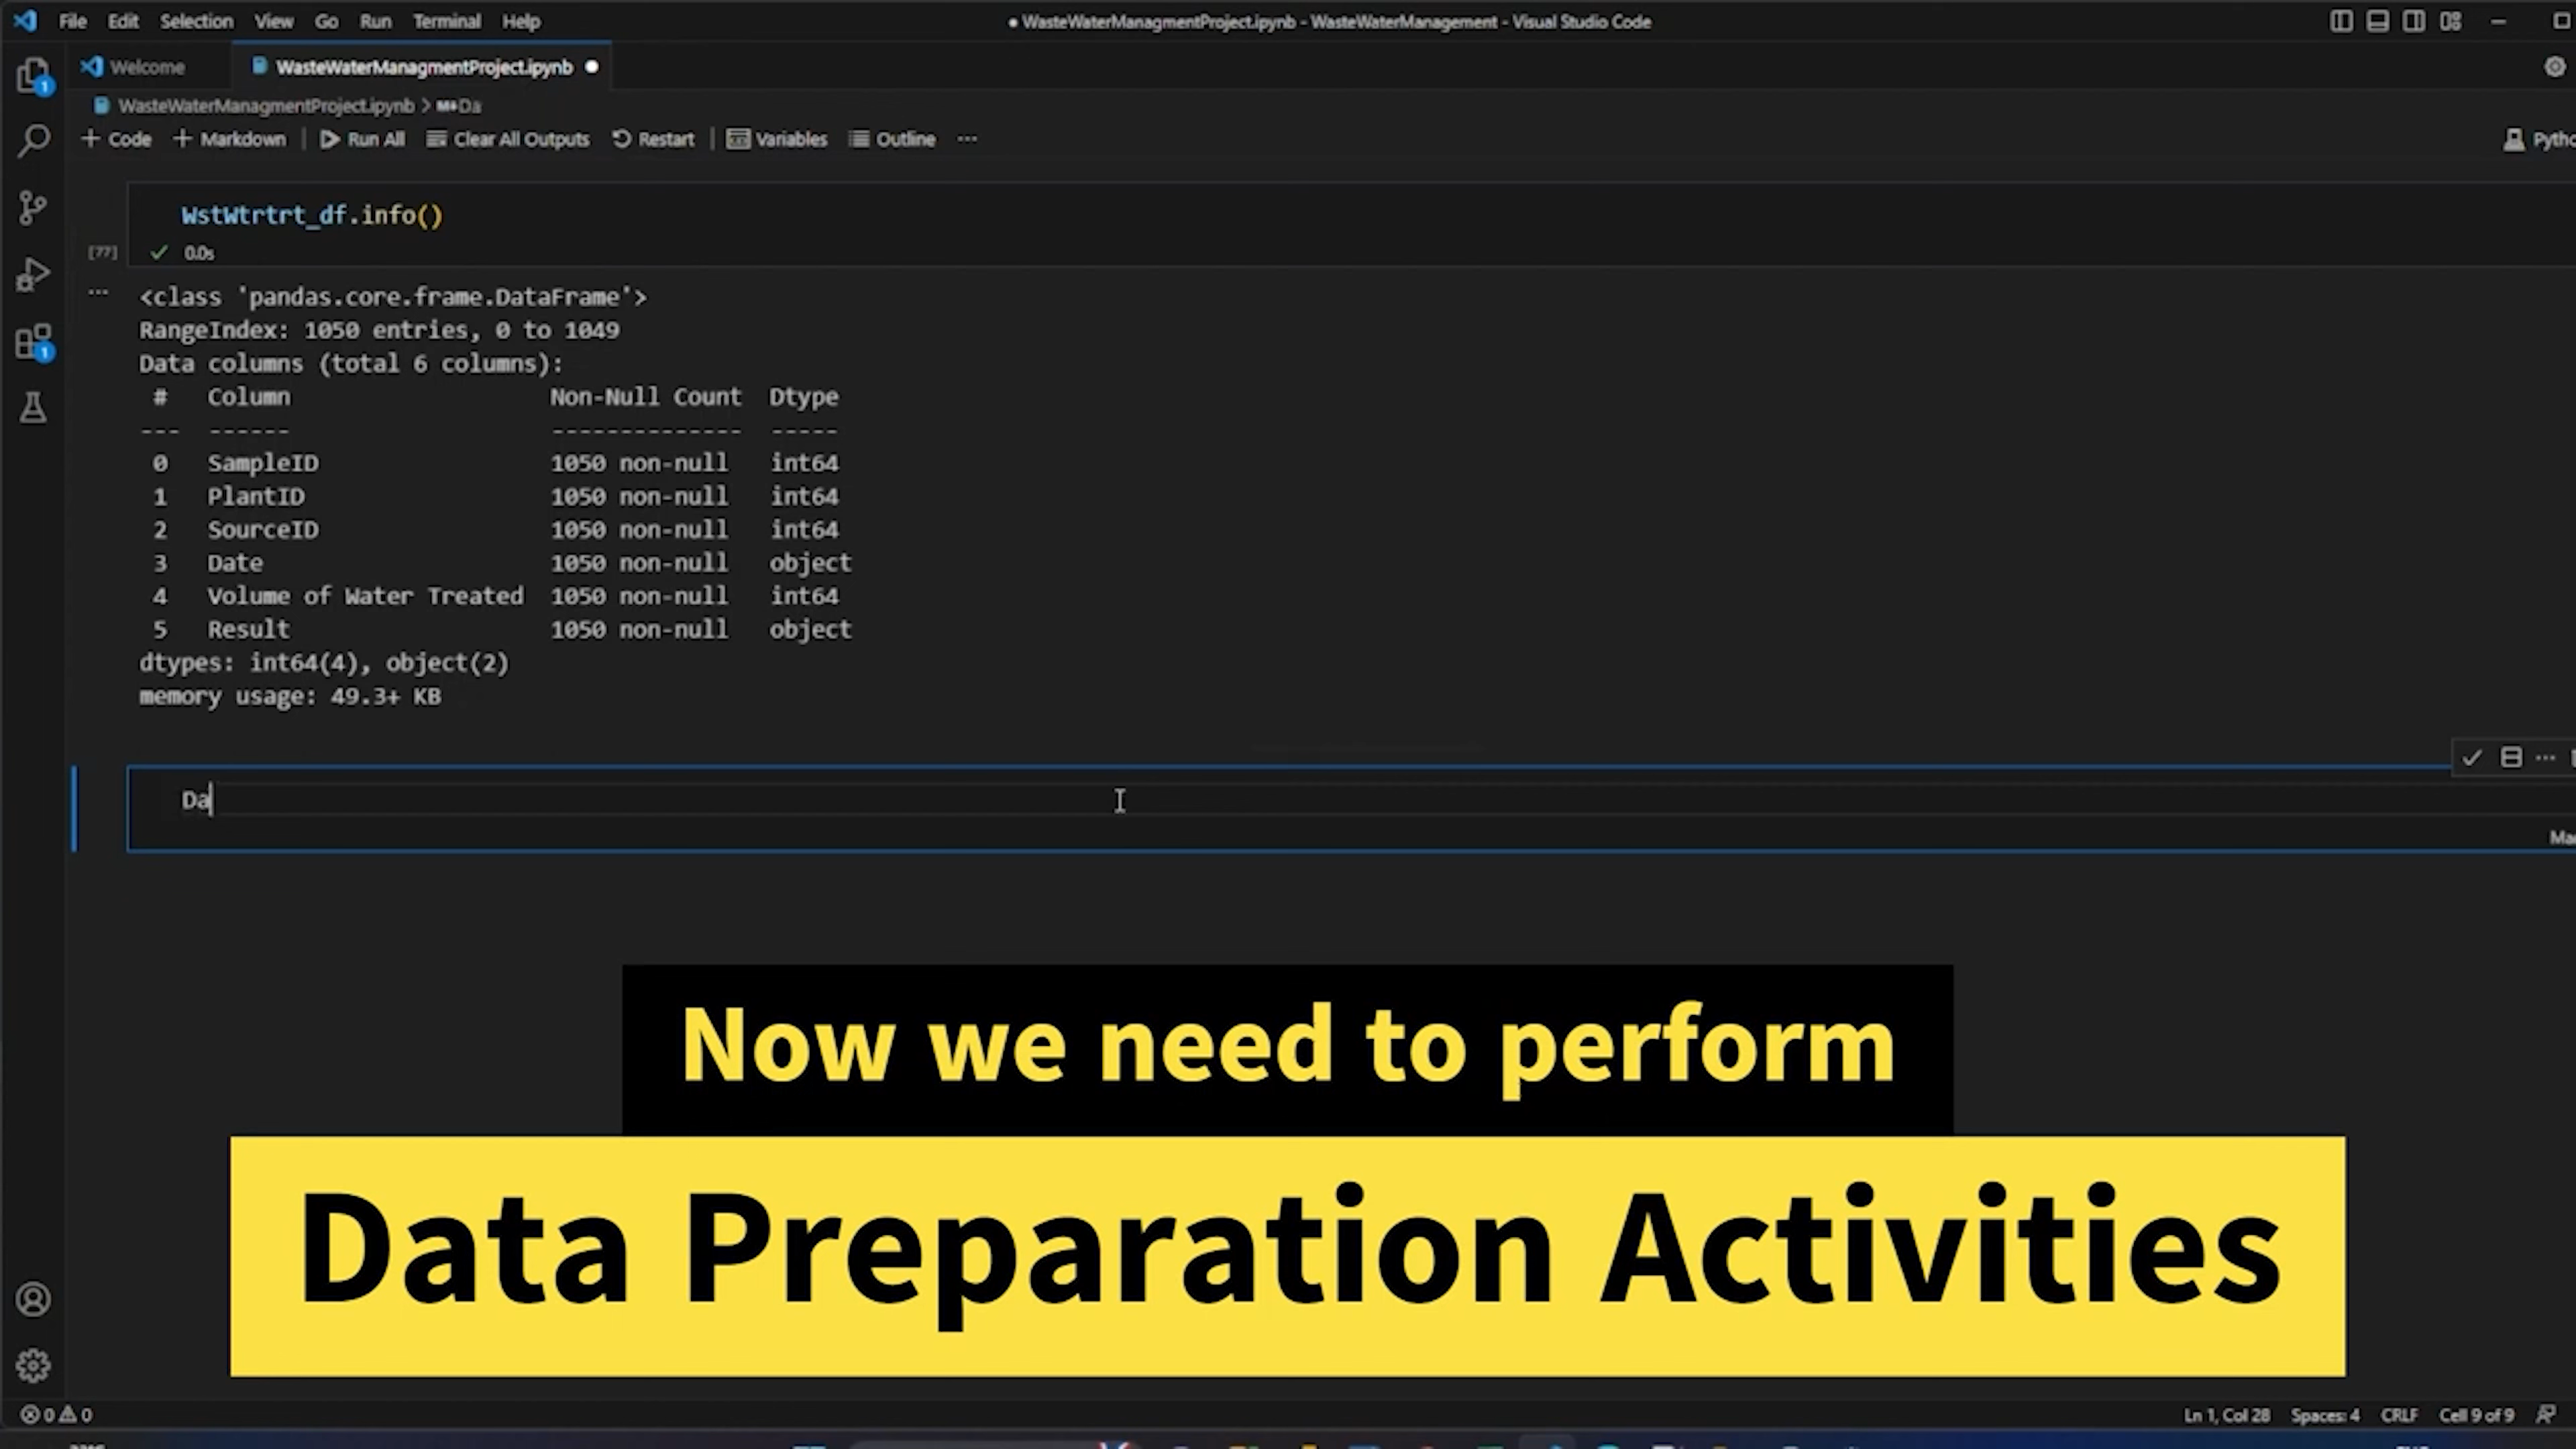 File Edit Selection View Go Run Terminal Help
● WasteWaterManagmentProject.ipynb - WasteWaterManagement - Visual Studio Code
Welcome
WasteWaterManagmentProject.ipynb
WasteWaterManagmentProject.ipynb > M↓Da
+ Code + Markdown | Run All Clear All Outputs Restart | Variables Outline ···
WstWtrtrt_df.info()
[77] ✓ 0.0s
<class 'pandas.core.frame.DataFrame'>
RangeIndex: 1050 entries, 0 to 1049
Data columns (total 6 columns):
# Column Non-Null Count Dtype
--- ------ -------------- -----
0 SampleID 1050 non-null int64
1 PlantID 1050 non-null int64
2 SourceID 1050 non-null int64
3 Date 1050 non-null object
4 Volume of Water Treated 1050 non-null int64
5 Result 1050 non-null object
dtypes: int64(4), object(2)
memory usage: 49.3+ KB
Da
Now we need to perform
Data Preparation Activities
0 0
Ln 1, Col 28 Spaces: 4 CRLF Cell 9 of 9